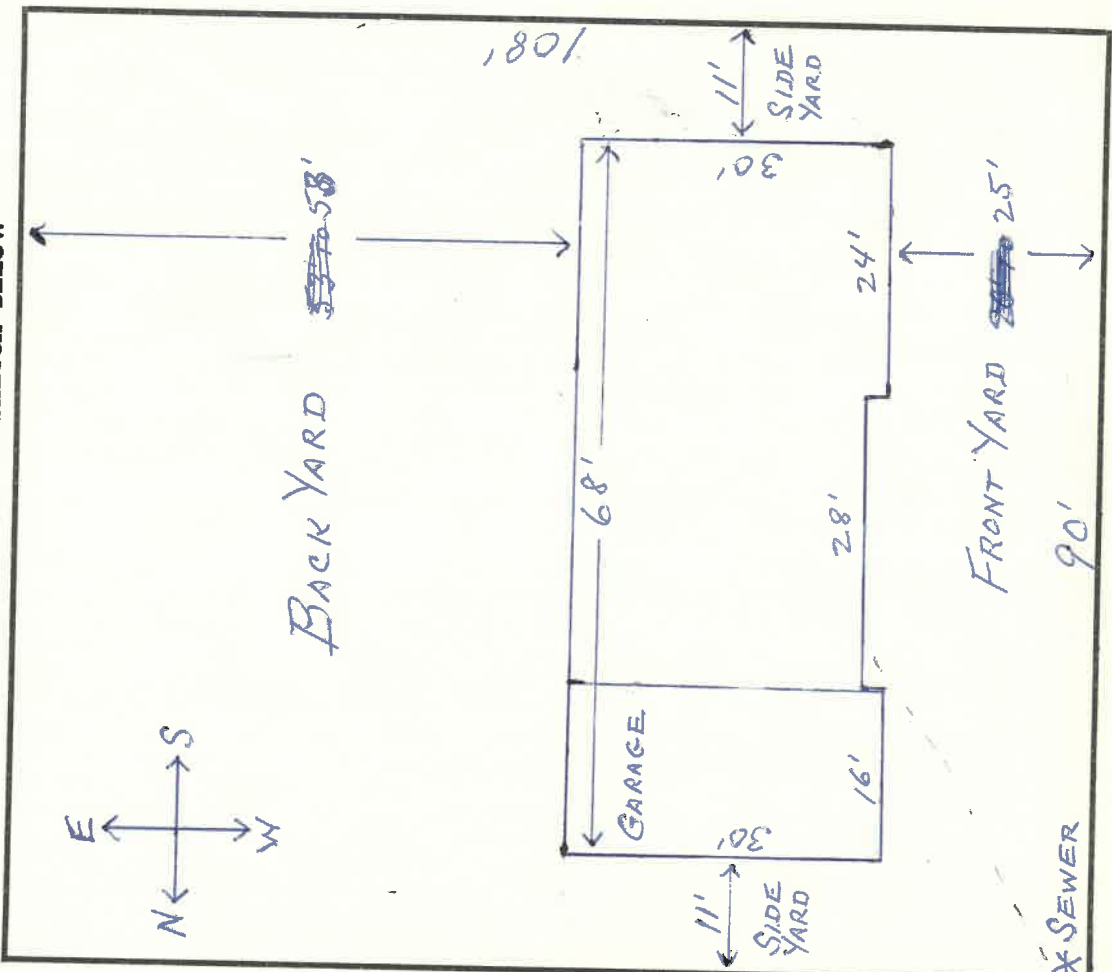 108'
11'
SIDE
YARD
30'
58'
BACK YARD
24'
25'
FRONT YARD
68'
28'
90'
E
S
N
W
GARAGE
16'
30'
11'
SIDE
YARD
* SEWER